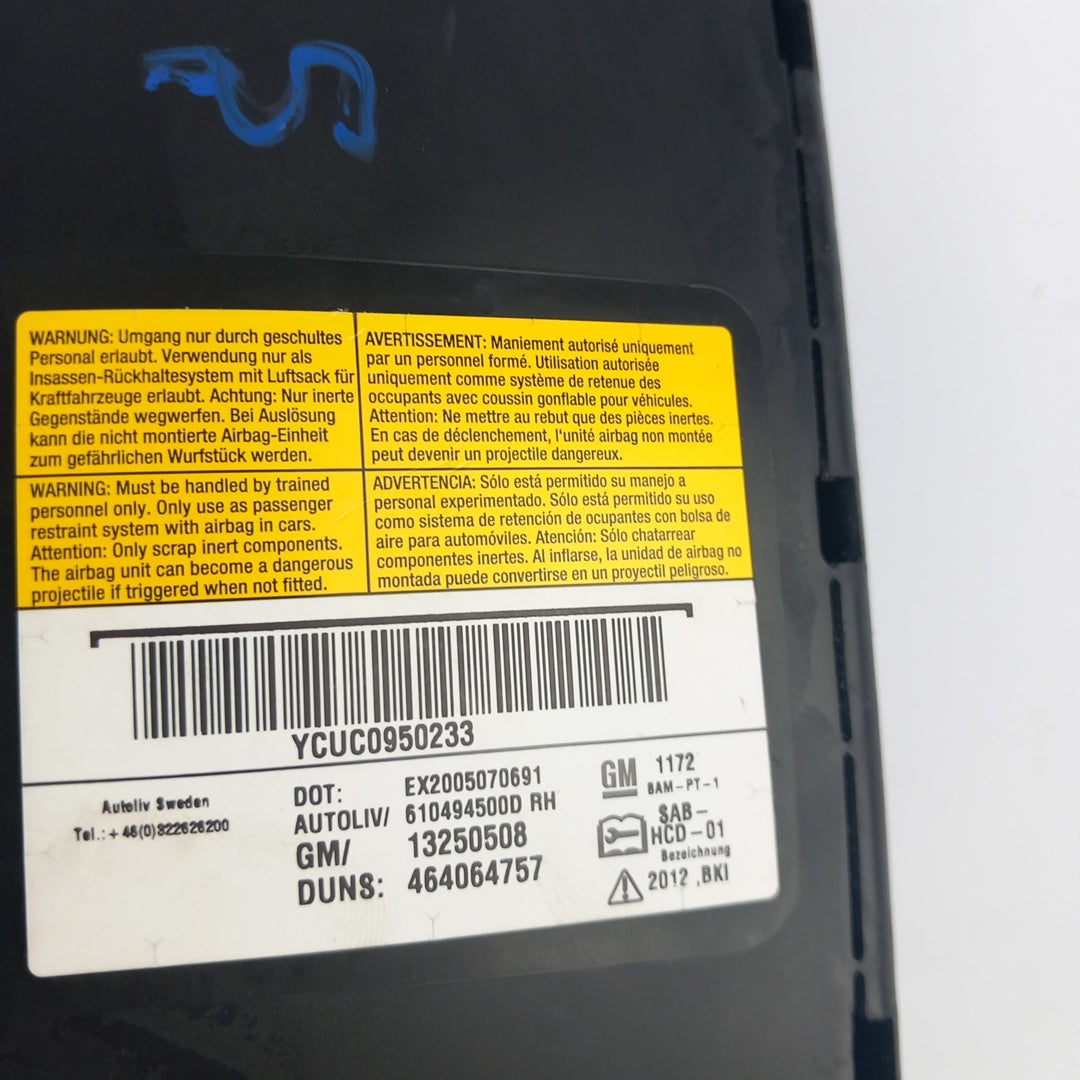 WARNUNG: Umgang nur durch geschultes
Personal erlaubt. Verwendung nur als
Insassen-Rückhaltesystem mit Luftsack für
Kraftfahrzeuge erlaubt. Achtung: Nur inerte
Gegenstände wegwerfen. Bei Auslösung
kann die nicht montierte Airbag-Einheit
zum gefährlichen Wurfstück werden.
AVERTISSEMENT: Maniement autorisé uniquement
par un personnel formé. Utilisation autorisée
uniquement comme système de retenue des
occupants avec coussin gonflable pour véhicules.
Attention: Ne mettre au rebut que des pièces inertes.
En cas de déclenchement, l'unité airbag non montée
peut devenir un projectile dangereux.
WARNING: Must be handled by trained
personnel only. Only use as passenger
restraint system with airbag in cars.
Attention: Only scrap inert components.
The airbag unit can become a dangerous
projectile if triggered when not fitted.
ADVERTENCIA: Sólo está permitido su manejo a
personal experimentado. Sólo está permitido su uso
como sistema de retención de ocupantes con bolsa de
aire para automóviles. Atención: Sólo chatarrear
componentes inertes. Al inflarse, la unidad de airbag no
montada puede convertirse en un proyectil peligroso.
YCUC0950233
Autoliv Sweden
Tel.: +46(0)322626200
DOT: EX2005070691
AUTOLIV/ 610494500D RH
GM/ 13250508
DUNS: 464064757
GM 1172
BAM-PT-1
SAB-
HCD-01
Bezeichnung
2012 ,BKI